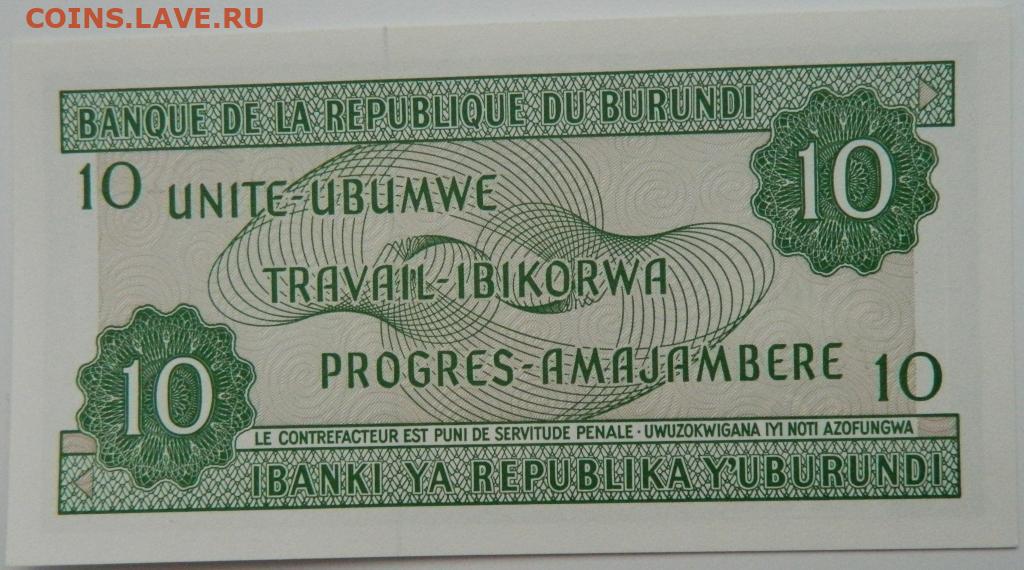 COINS.LAVE.RU
BANQUE DE LA REPUBLIQUE DU BURUNDI
10
10
UNITE-UBUMWE
TRAVAIL-IBIKORWA
PROGRES-AMAJAMBERE
10
10
LE CONTREFACTEUR EST PUNI DE SERVITUDE PENALE · UWUZOKWIGANA IYI NOTI AZOFUNGWA
IBANKI YA REPUBLIKA Y'UBURUNDI